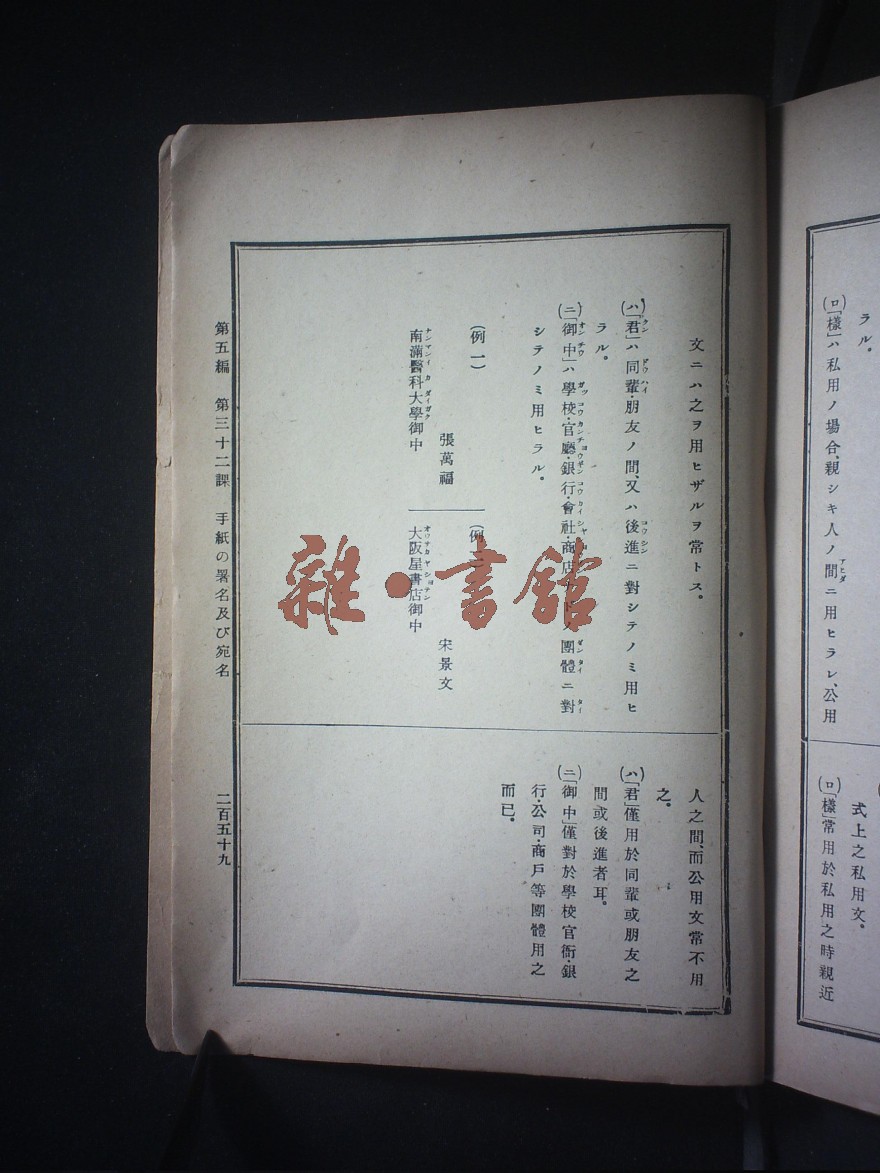 ラル。
(ロ)「樣」ハ私用ノ場合、親シキ人ノ間ニ用ヒラレ、公用
文ニハ之ヲ用ヒザルヲ常トス。
(ハ)「君」ハ同輩・朋友ノ間、又ハ後進ニ對シテノミ用ヒ
ラル。
(ニ)「御中」ハ學校・官廳・銀行・會社・商店ノ團體ニ對
シテノミ用ヒラル。
(例一)
張萬福
南滿醫科大學御中
(例
宋景文
大阪屋書店御中
式上之私用文。
(ロ)「樣」常用於私用之時親近
人之間、而公用文常不用
之。
(ハ)「君」僅用於同輩或朋友之
間或後進者耳。
(ニ)「御中」僅對於學校官衙・銀
行・公司・商戶等團體用之
而已。
第五編 第三十二課 手紙の署名及び宛名 二百五十九
雜·書館